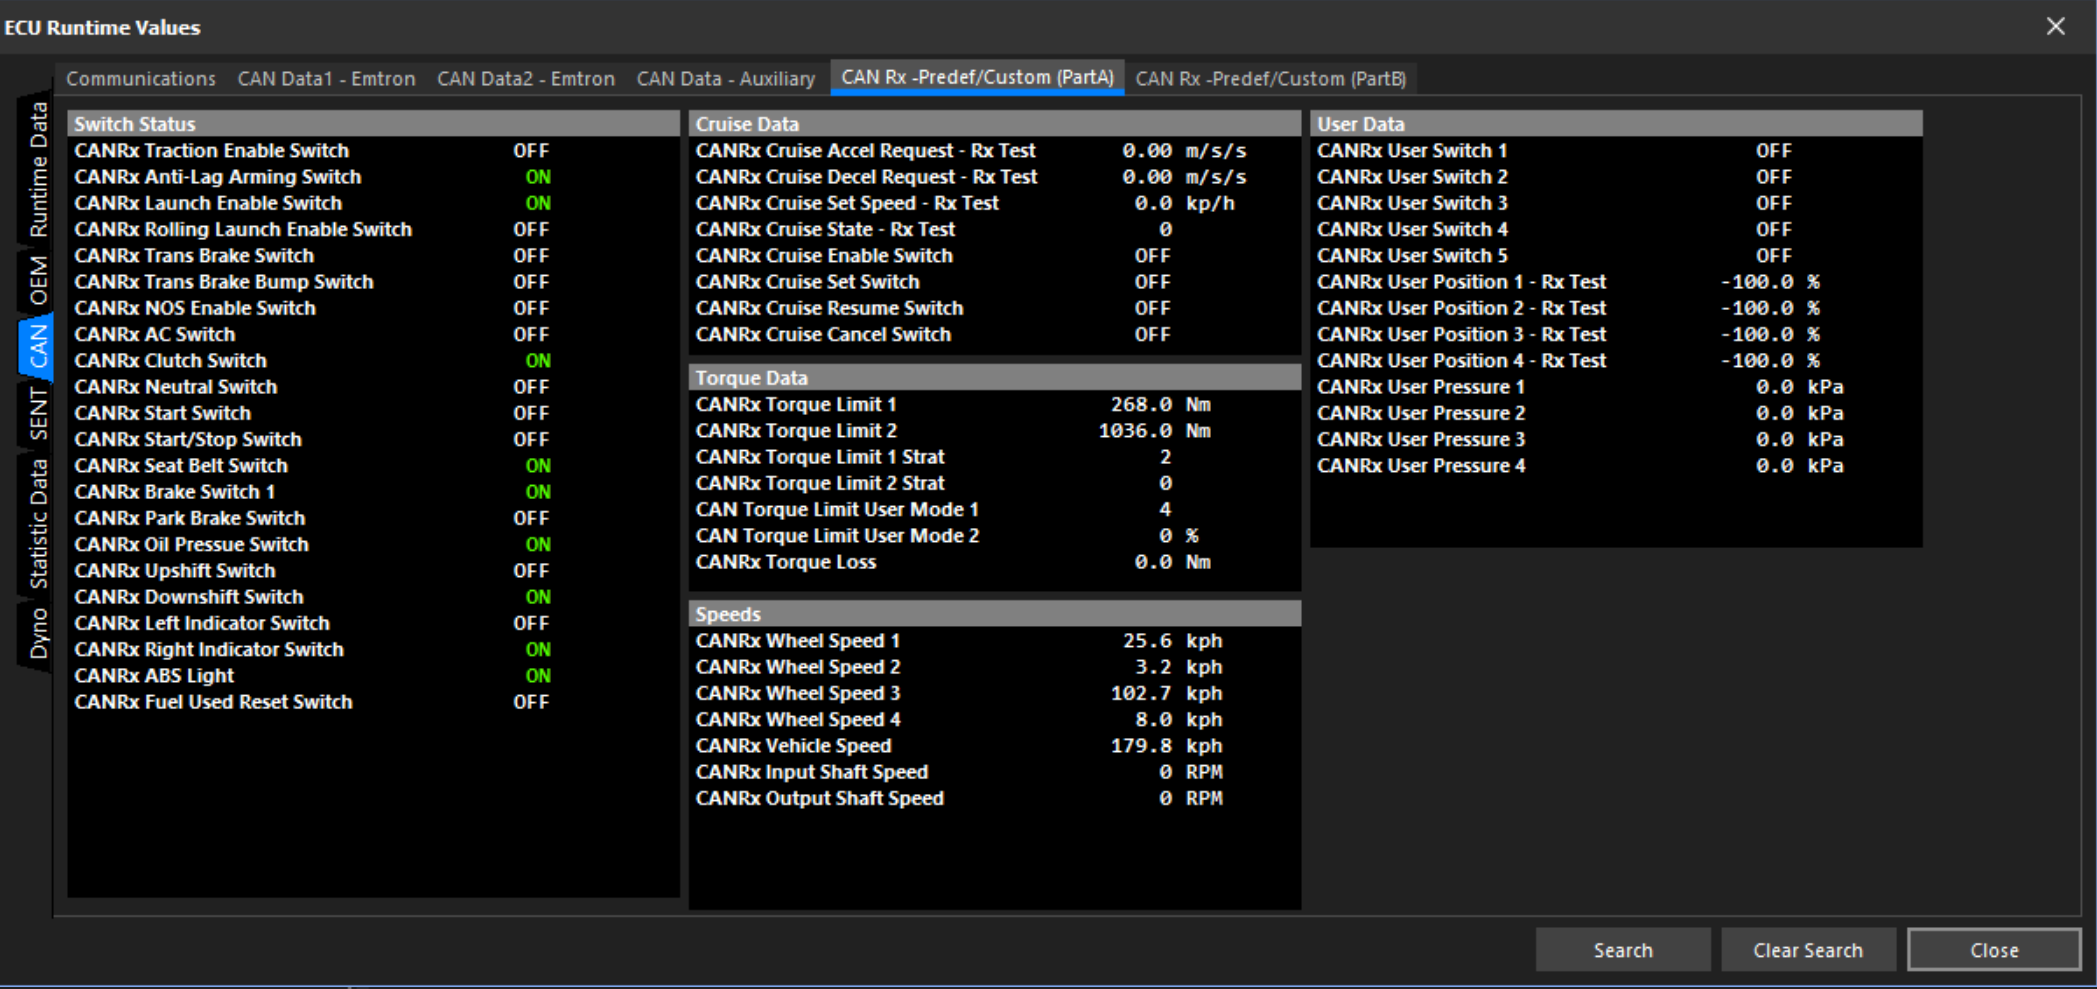 ECU Runtime Values
Communications CAN Data1 - Emtron CAN Data2 - Emtron CAN Data - Auxiliary CAN Rx -Predef/Custom (PartA) CAN Rx -Predef/Custom (PartB)
Runtime Data
OEM
CAN
SENT
Statistic Data
Dyno
Switch Status
CANRx Traction Enable Switch OFF
CANRx Anti-Lag Arming Switch ON
CANRx Launch Enable Switch ON
CANRx Rolling Launch Enable Switch OFF
CANRx Trans Brake Switch OFF
CANRx Trans Brake Bump Switch OFF
CANRx NOS Enable Switch OFF
CANRx AC Switch OFF
CANRx Clutch Switch ON
CANRx Neutral Switch OFF
CANRx Start Switch OFF
CANRx Start/Stop Switch OFF
CANRx Seat Belt Switch ON
CANRx Brake Switch 1 ON
CANRx Park Brake Switch OFF
CANRx Oil Pressue Switch ON
CANRx Upshift Switch OFF
CANRx Downshift Switch ON
CANRx Left Indicator Switch OFF
CANRx Right Indicator Switch ON
CANRx ABS Light ON
CANRx Fuel Used Reset Switch OFF
Cruise Data
CANRx Cruise Accel Request - Rx Test 0.00 m/s/s
CANRx Cruise Decel Request - Rx Test 0.00 m/s/s
CANRx Cruise Set Speed - Rx Test 0.0 kp/h
CANRx Cruise State - Rx Test 0
CANRx Cruise Enable Switch OFF
CANRx Cruise Set Switch OFF
CANRx Cruise Resume Switch OFF
CANRx Cruise Cancel Switch OFF
Torque Data
CANRx Torque Limit 1 268.0 Nm
CANRx Torque Limit 2 1036.0 Nm
CANRx Torque Limit 1 Strat 2
CANRx Torque Limit 2 Strat 0
CAN Torque Limit User Mode 1 4
CAN Torque Limit User Mode 2 0 %
CANRx Torque Loss 0.0 Nm
Speeds
CANRx Wheel Speed 1 25.6 kph
CANRx Wheel Speed 2 3.2 kph
CANRx Wheel Speed 3 102.7 kph
CANRx Wheel Speed 4 8.0 kph
CANRx Vehicle Speed 179.8 kph
CANRx Input Shaft Speed 0 RPM
CANRx Output Shaft Speed 0 RPM
User Data
CANRx User Switch 1 OFF
CANRx User Switch 2 OFF
CANRx User Switch 3 OFF
CANRx User Switch 4 OFF
CANRx User Switch 5 OFF
CANRx User Position 1 - Rx Test -100.0 %
CANRx User Position 2 - Rx Test -100.0 %
CANRx User Position 3 - Rx Test -100.0 %
CANRx User Position 4 - Rx Test -100.0 %
CANRx User Pressure 1 0.0 kPa
CANRx User Pressure 2 0.0 kPa
CANRx User Pressure 3 0.0 kPa
CANRx User Pressure 4 0.0 kPa
Search Clear Search Close